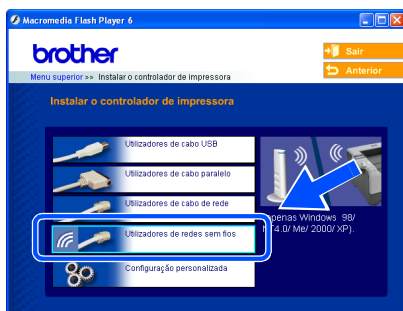 Macromedia Flash Player 6
brother
Sair
Anterior
Menu superior >> Instalar o controlador de impressora
Instalar o controlador de impressora
Utilizadores de cabo USB
Utilizadores de cabo paralelo
Utilizadores de cabo de rede
Utilizadores de redes sem fios
Configuração personalizada
penas Windows 98/
NT4.0/ Me/ 2000/ XP).